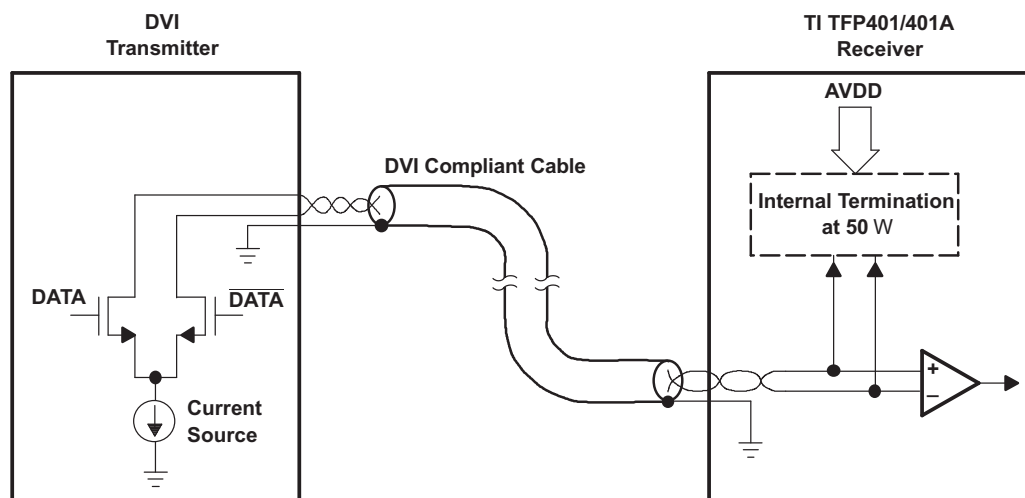 DVI
Transmitter
TI TFP401/401A
Receiver
AVDD
DVI Compliant Cable
Internal Termination
at 50 W
DATA
DATA
+
−
Current
Source